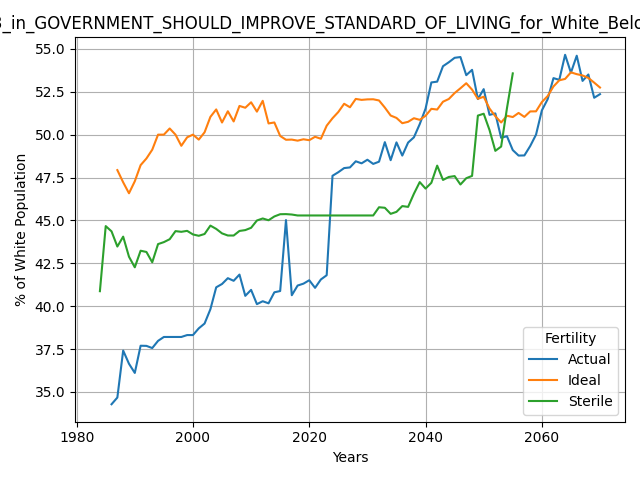 _in_GOVERNMENT_SHOULD_IMPROVE_STANDARD_OF_LIVING_for_White_Belo
% of White Population
55.0
52.5
50.0
47.5
45.0
42.5
40.0
37.5
35.0
Fertility
Actual
Ideal
Sterile
1980
2000
2020
2040
2060
Years